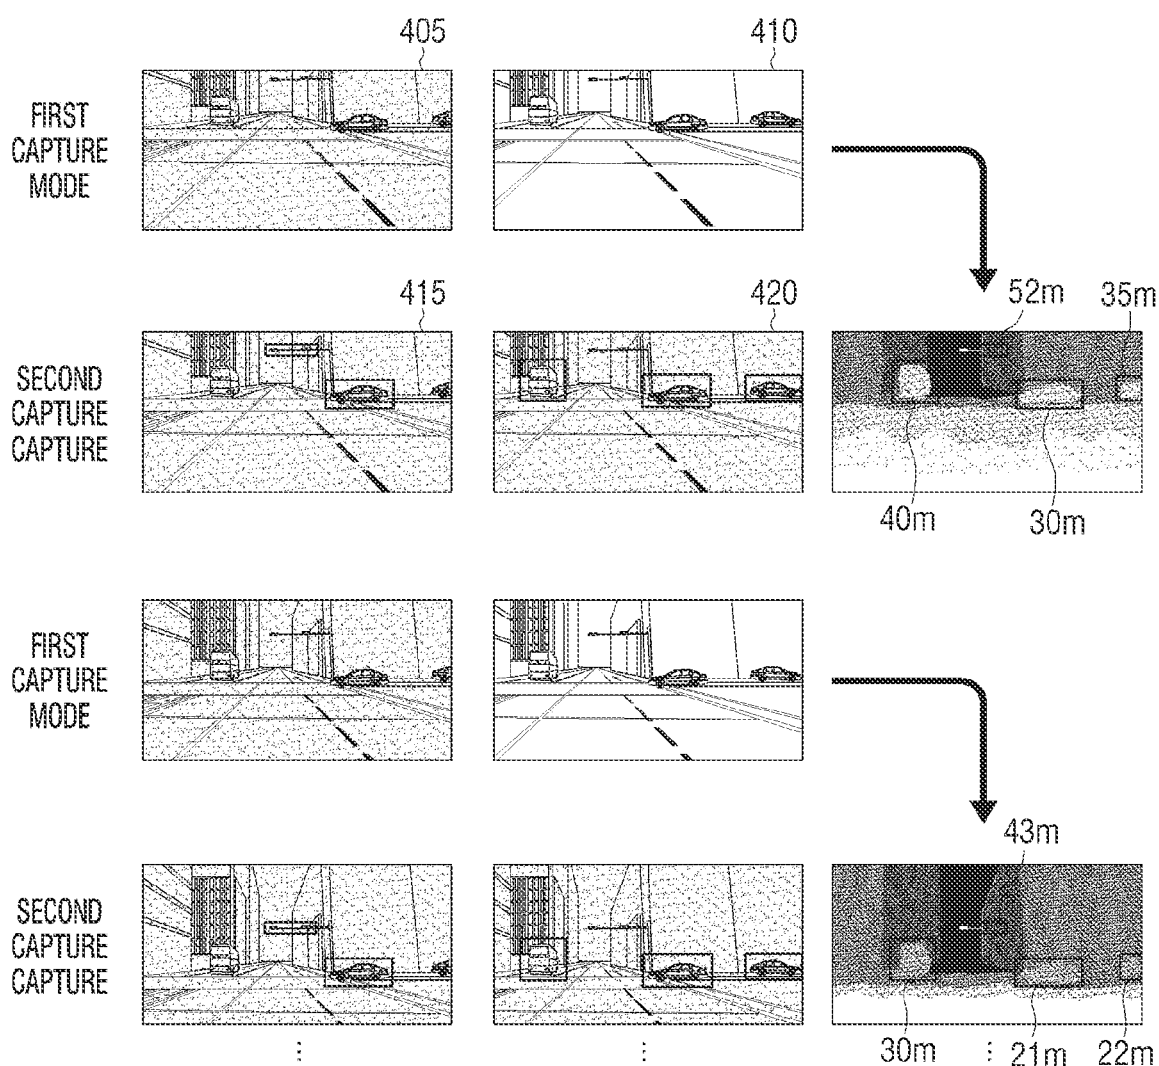 405
410
FIRST
CAPTURE
MODE
415
420
52m
35m
SECOND
CAPTURE
CAPTURE
40m
30m
FIRST
CAPTURE
MODE
43m
SECOND
CAPTURE
CAPTURE
30m
21m
22m